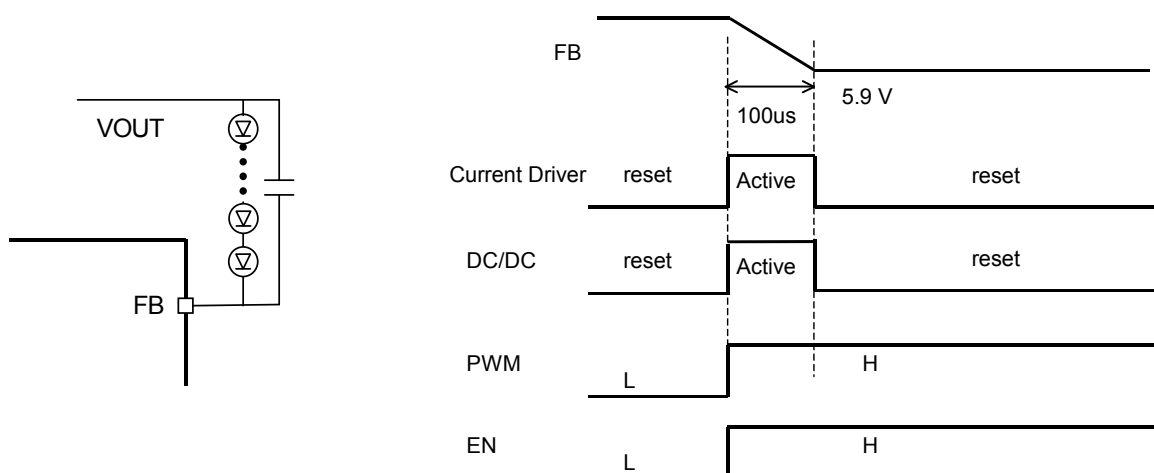 VOUT
FB
FB
5.9 V
100us
Current Driver reset Active reset
DC/DC reset Active reset
PWM L H
EN L H